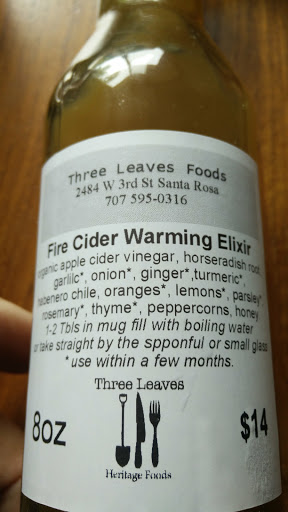 Three Leaves Foods
2484 W 3rd St Santa Rosa
707 595-0316
Fire Cider Warming Elixir
organic apple cider vinegar, horseradish root
garlilc*, onion*, ginger*,turmeric*,
habenero chile, oranges*, lemons*, parsley*
rosemary*, thyme*, peppercorns, honey
1-2 Tbls in mug fill with boiling water
or take straight by the spponful or small glass
*use within a few months.
Three Leaves
8oz
$14
Heritage Foods